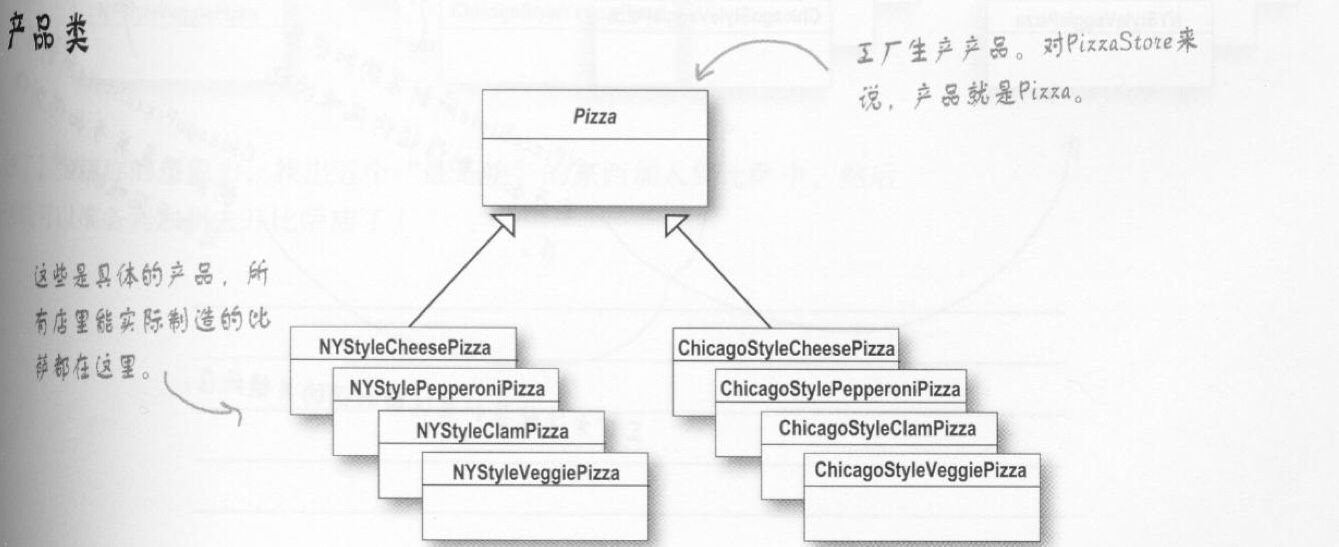 产品类
工厂生产产品。对PizzaStore来
说，产品就是Pizza。
Pizza
这些是具体的产品，所
有店里能实际制造的比
萨都在这里。
NYStyleCheesePizza
NYStylePepperoniPizza
NYStyleClamPizza
NYStyleVeggiePizza
ChicagoStyleCheesePizza
ChicagoStylePepperoniPizza
ChicagoStyleClamPizza
ChicagoStyleVeggiePizza